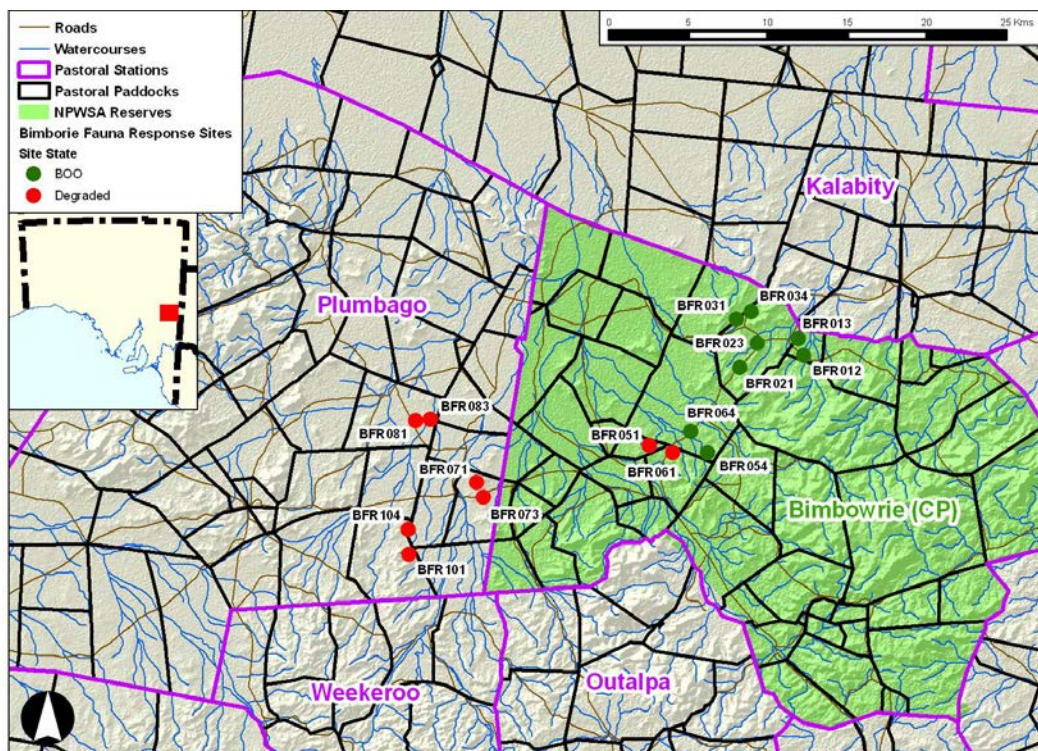 Roads
Watercourses
Pastoral Stations
Pastoral Paddocks
NPWSA Reserves
Bimborie Fauna Response Sites
Site State
BOO
Degraded
0 5 10 15 20 25 Kms
Kalabity
Plumbago
BFR031
BFR034
BFR023
BFR013
BFR021
BFR012
BFR083
BFR081
BFR064
BFR051
BFR061
BFR054
BFR071
BFR073
BFR104
BFR101
Bimbowrie (CP)
Weekeroo
Outalpa